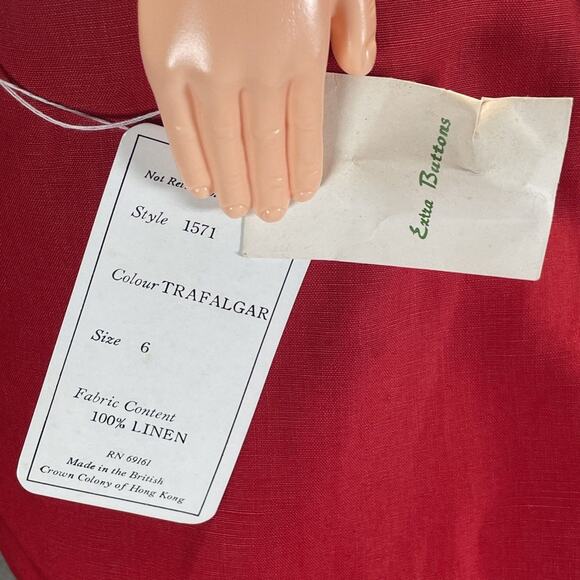 Not
Style 1571
Colour TRAFALGAR
Size 6
Fabric Content
100% LINEN
RN 69161
Made in the British
Crown Colony of Hong Kong
Extra Buttons